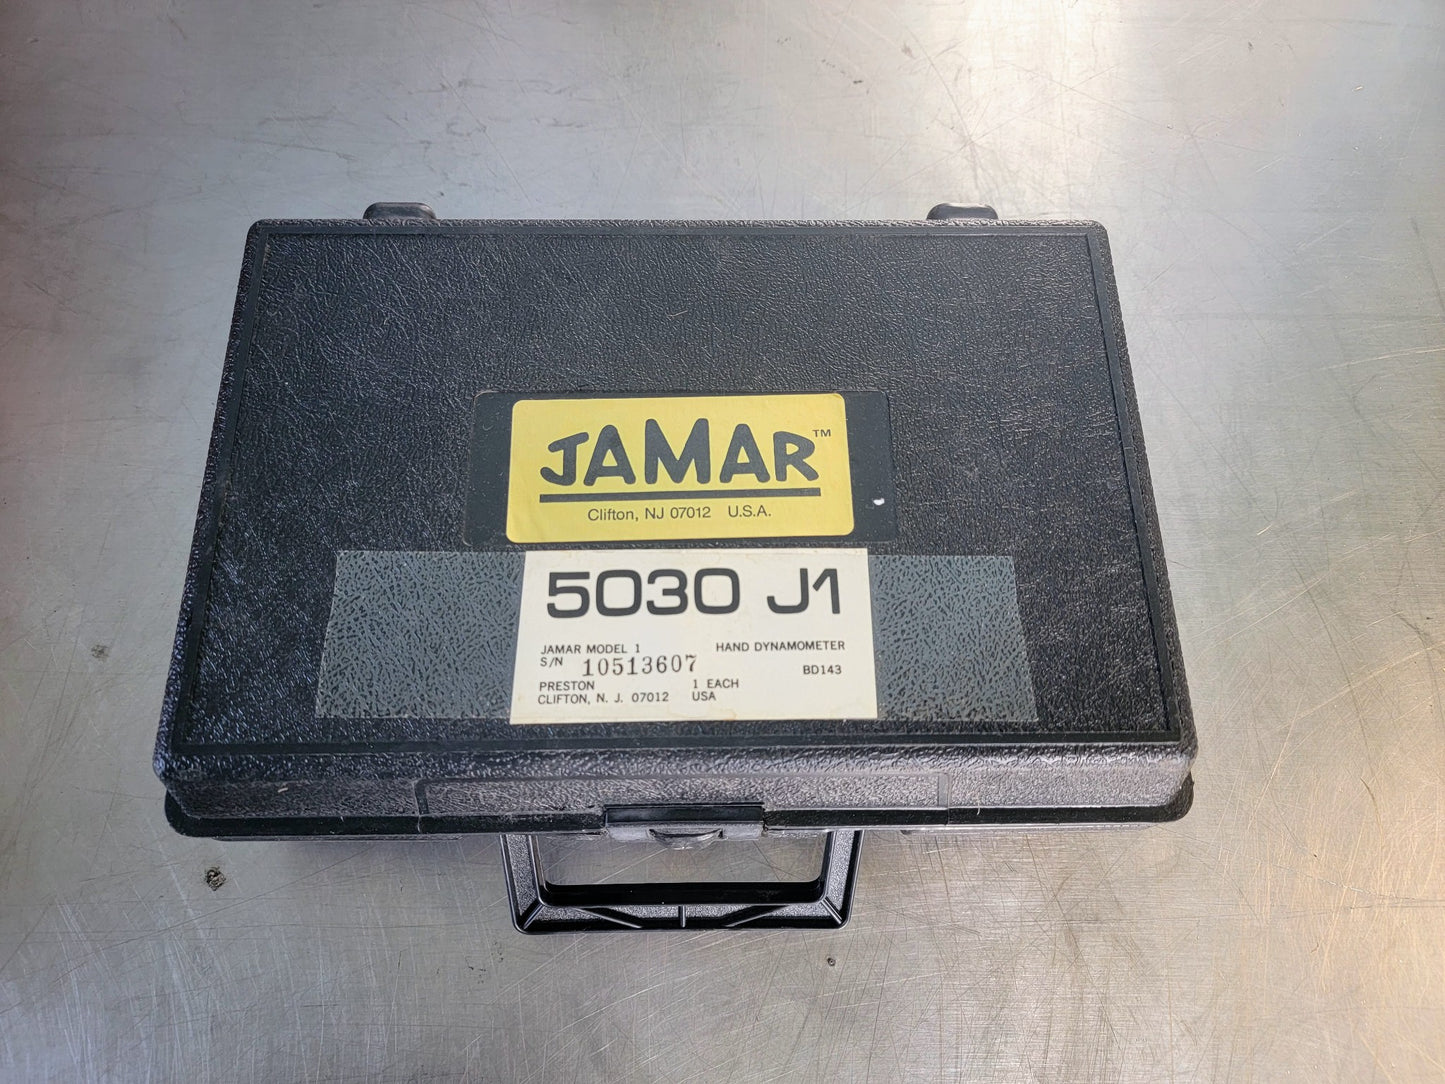 JAMAR™
Clifton, NJ 07012 U.S.A.
5030 J1
JAMAR MODEL 1 HAND DYNAMOMETER
S/N 10513607 BD143
PRESTON 1 EACH
CLIFTON, N. J. 07012 USA